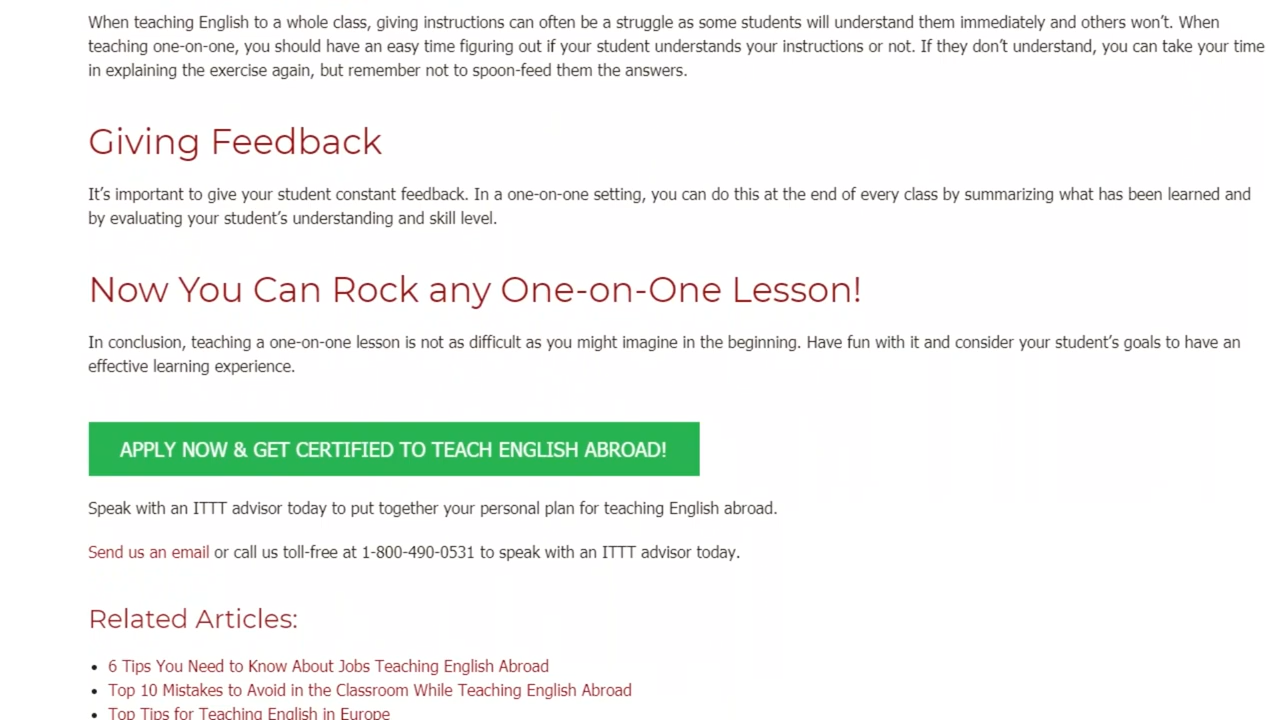 When teaching English to a whole class, giving instructions can often be a struggle as some students will understand them immediately and others won’t. When
teaching one-on-one, you should have an easy time figuring out if your student understands your instructions or not. If they don’t understand, you can take your time
in explaining the exercise again, but remember not to spoon-feed them the answers.
Giving Feedback
It’s important to give your student constant feedback. In a one-on-one setting, you can do this at the end of every class by summarizing what has been learned and
by evaluating your student’s understanding and skill level.
Now You Can Rock any One-on-One Lesson!
In conclusion, teaching a one-on-one lesson is not as difficult as you might imagine in the beginning. Have fun with it and consider your student’s goals to have an
effective learning experience.
APPLY NOW & GET CERTIFIED TO TEACH ENGLISH ABROAD!
Speak with an ITTT advisor today to put together your personal plan for teaching English abroad.
Send us an email or call us toll-free at 1-800-490-0531 to speak with an ITTT advisor today.
Related Articles:
• 6 Tips You Need to Know About Jobs Teaching English Abroad
• Top 10 Mistakes to Avoid in the Classroom While Teaching English Abroad
• Top Tips for Teaching English in Europe